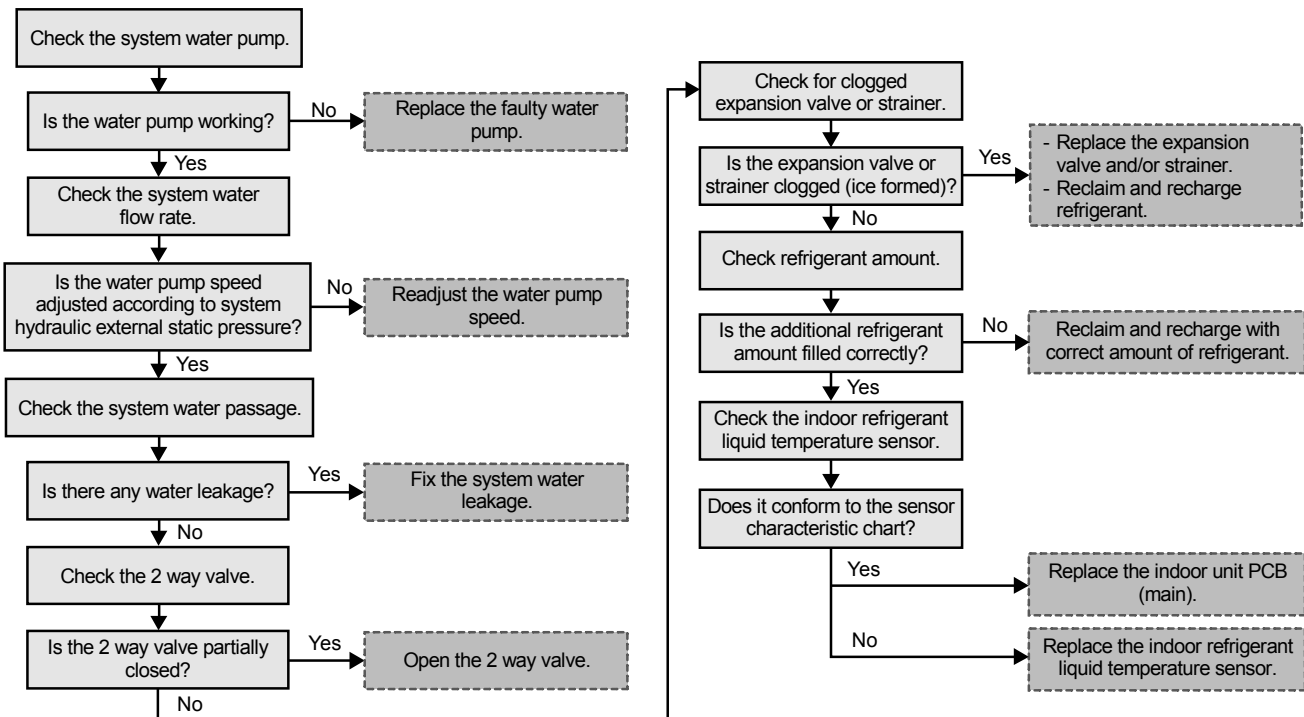 Check the system water pump.
Is the water pump working?
No
Replace the faulty water
pump.
Yes
Check the system water
flow rate.
Is the water pump speed
adjusted according to system
hydraulic external static pressure?
No
Readjust the water pump
speed.
Yes
Check the system water passage.
Is there any water leakage?
Yes
Fix the system water
leakage.
No
Check the 2 way valve.
Is the 2 way valve partially
closed?
Yes
Open the 2 way valve.
No
Check for clogged
expansion valve or strainer.
Is the expansion valve or
strainer clogged (ice formed)?
Yes
- Replace the expansion
valve and/or strainer.
- Reclaim and recharge
refrigerant.
No
Check refrigerant amount.
Is the additional refrigerant
amount filled correctly?
No
Reclaim and recharge with
correct amount of refrigerant.
Yes
Check the indoor refrigerant
liquid temperature sensor.
Does it conform to the sensor
characteristic chart?
Yes
Replace the indoor unit PCB
(main).
No
Replace the indoor refrigerant
liquid temperature sensor.